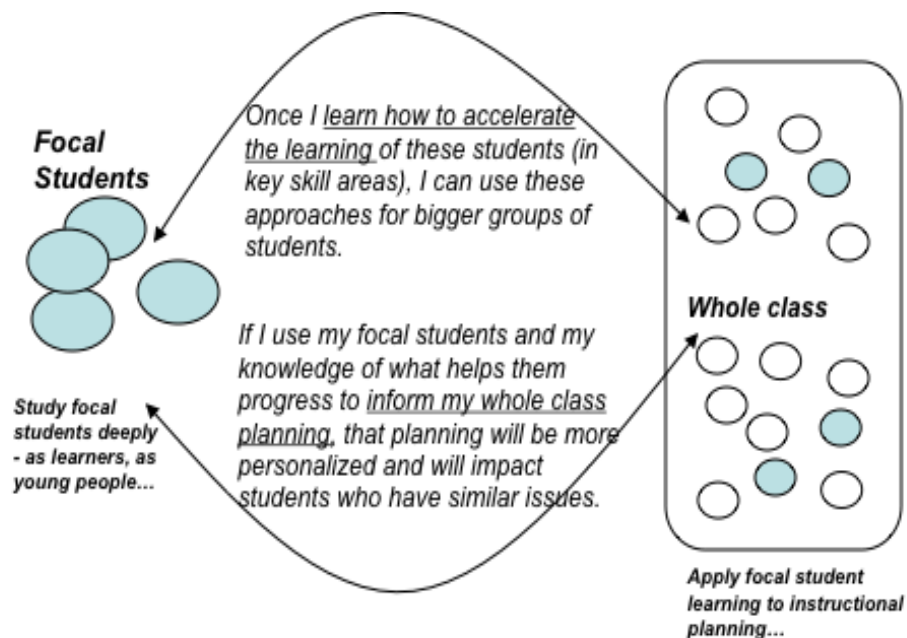 Focal
Students
Once I learn how to accelerate
the learning of these students (in
key skill areas), I can use these
approaches for bigger groups of
students.
If I use my focal students and my
knowledge of what helps them
progress to inform my whole class
planning, that planning will be more
personalized and will impact
students who have similar issues.
Study focal
students deeply
- as learners, as
young people…
Whole class
Apply focal student
learning to instructional
planning…